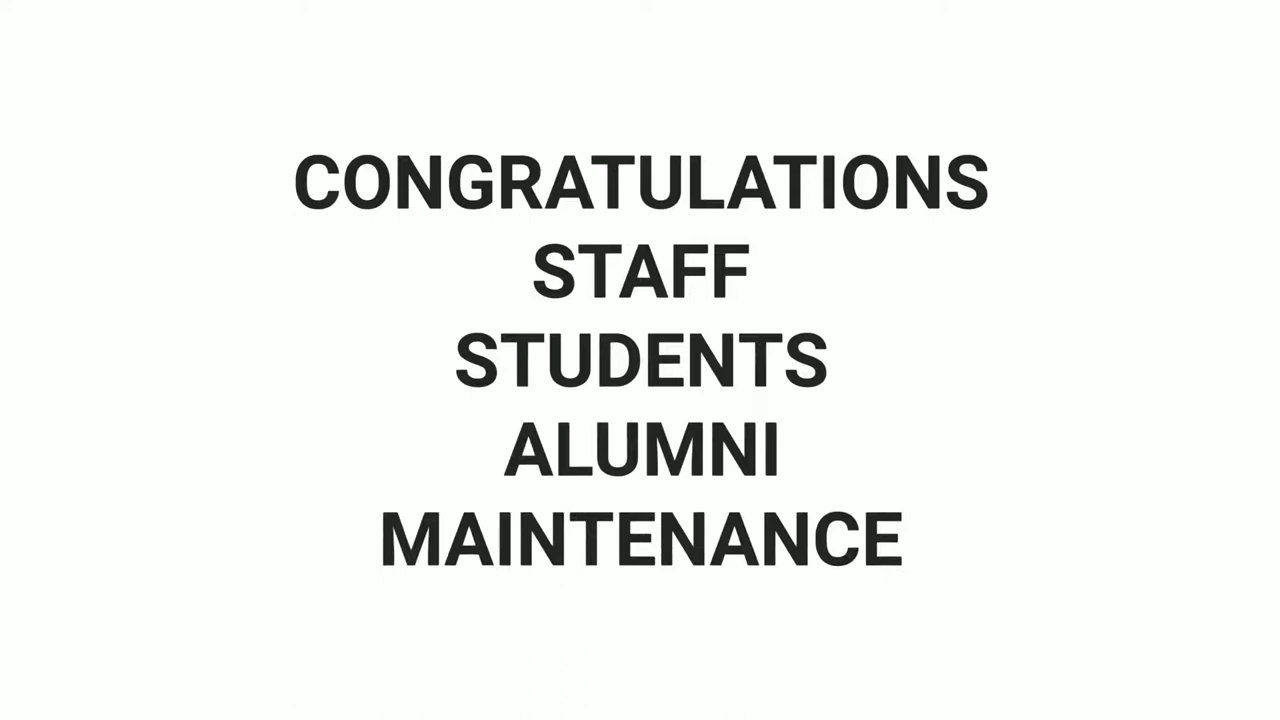 CONGRATULATIONS
STAFF
STUDENTS
ALUMNI
MAINTENANCE